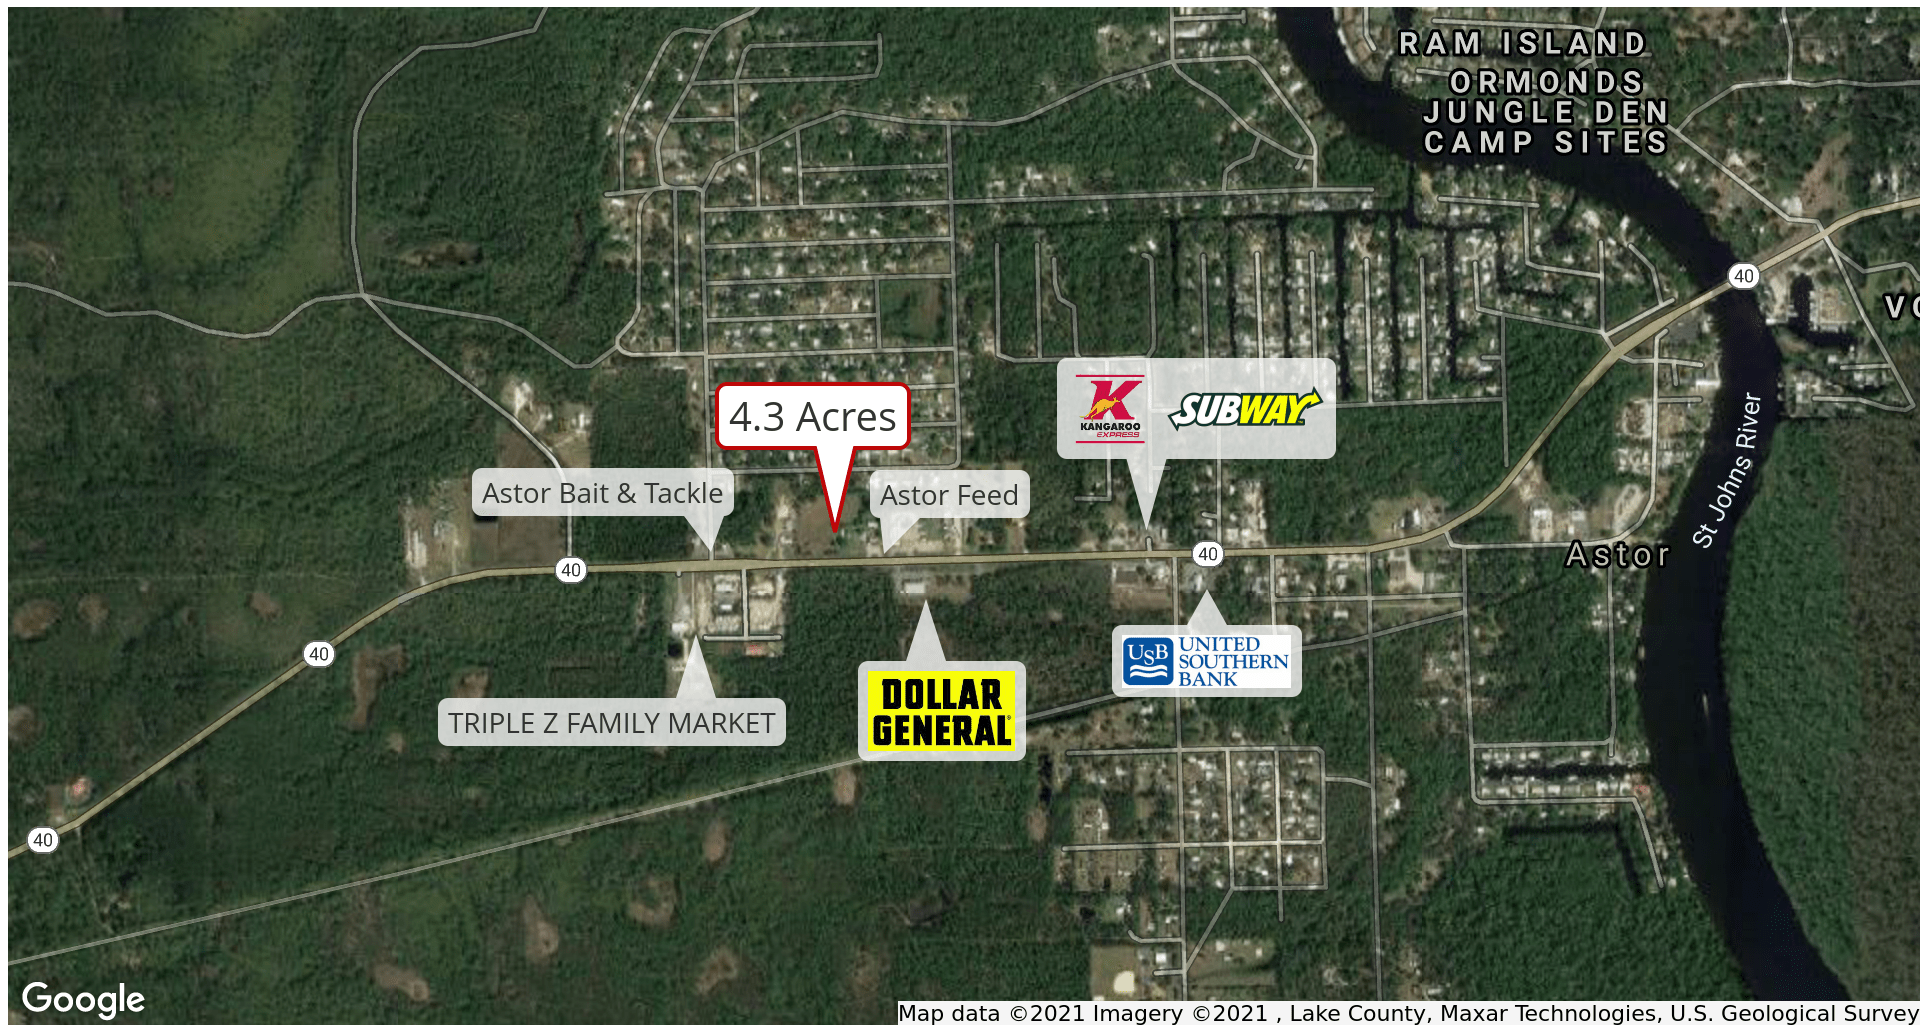 RAM ISLAND
ORMONDS
JUNGLE DEN
CAMP SITES
40
VO
K
KANGAROO
EXPRESS
SUBWAY
4.3 Acres
Astor Bait & Tackle
Astor Feed
St Johns River
40
40
Astor
40
USB
UNITED
SOUTHERN
BANK
DOLLAR
GENERAL
TRIPLE Z FAMILY MARKET
40
Google
Map data ©2021 Imagery ©2021 , Lake County, Maxar Technologies, U.S. Geological Survey